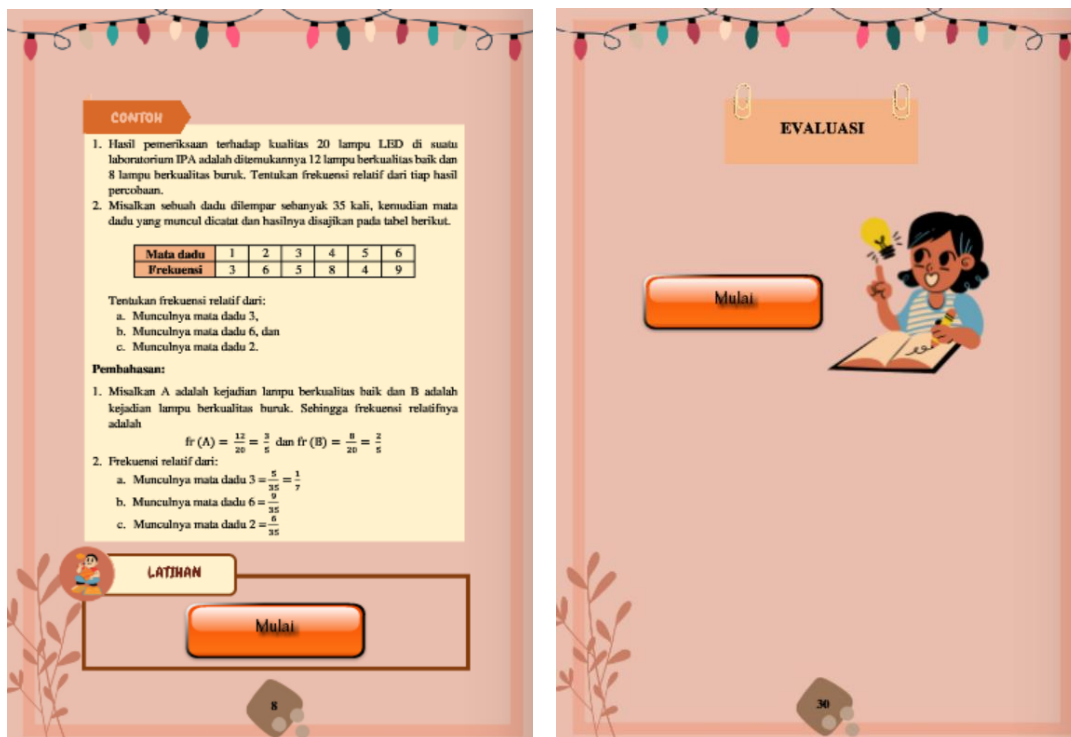 CONTOH
1. Hasil pemeriksaan terhadap kualitas 20 lampu LED di suatu
laboratorium IPA adalah ditemukannya 12 lampu berkualitas baik dan
8 lampu berkualitas buruk. Tentukan frekuensi relatif dari tiap hasil
percobaan.
2. Misalkan sebuah dadu dilempar sebanyak 35 kali, kemudian mata
dadu yang muncul dicatat dan hasilnya disajikan pada tabel berikut.
Mata dadu 1 2 3 4 5 6
Frekuensi 3 6 5 8 4 9
Tentukan frekuensi relatif dari:
a. Munculnya mata dadu 3,
b. Munculnya mata dadu 6, dan
c. Munculnya mata dadu 2.
Pembahasan:
1. Misalkan A adalah kejadian lampu berkualitas baik dan B adalah
kejadian lampu berkualitas buruk. Sehingga frekuensi relatifnya
adalah
fr (A) = 12/20 = 3/5 dan fr (B) = 8/20 = 2/5
2. Frekuensi relatif dari:
a. Munculnya mata dadu 3 = 5/35 = 1/7
b. Munculnya mata dadu 6 = 9/35
c. Munculnya mata dadu 2 = 6/35
LATIHAN
Mulai
8
EVALUASI
Mulai
30